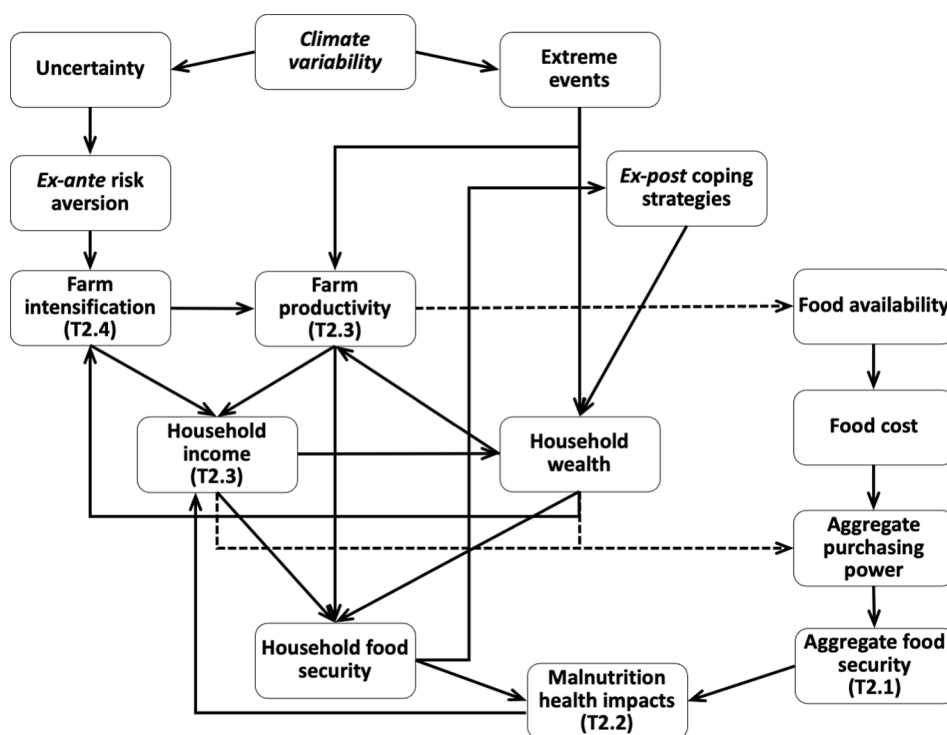 Climate
variability
Uncertainty
Extreme
events
Ex-ante risk
aversion
Ex-post coping
strategies
Farm
intensification
(T2.4)
Farm
productivity
(T2.3)
Food availability
Household
income
(T2.3)
Household
wealth
Food cost
Aggregate
purchasing
power
Household food
security
Malnutrition
health impacts
(T2.2)
Aggregate food
security
(T2.1)